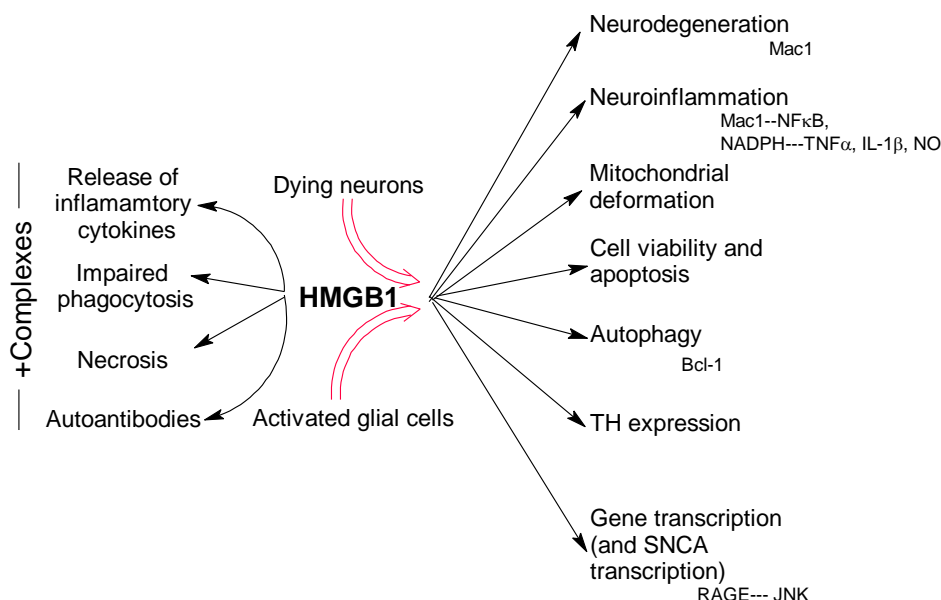 +Complexes
Release of
inflamamtory
cytokines
Impaired
phagocytosis
Necrosis
Autoantibodies
Dying neurons
HMGB1
Activated glial cells
Neurodegeneration
Mac1
Neuroinflammation
Mac1--NFκB,
NADPH---TNFα, IL-1β, NO
Mitochondrial
deformation
Cell viability and
apoptosis
Autophagy
Bcl-1
TH expression
Gene transcription
(and SNCA
transcription)
RAGE--- JNK